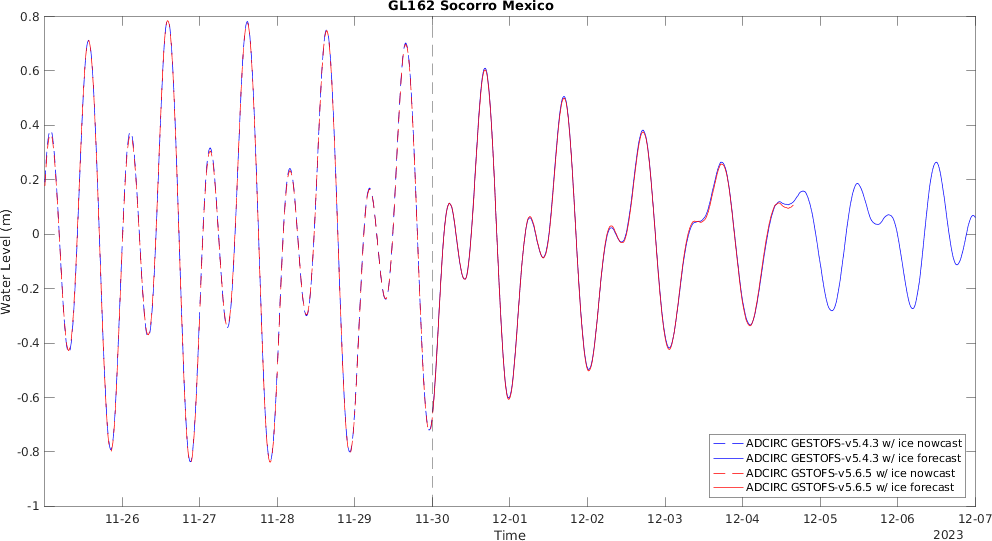 GL162 Socorro Mexico
0.8
0.6
0.4
0.2
0
-0.2
-0.4
-0.6
-0.8
-1
Water Level (m)
ADCIRC GESTOFS-v5.4.3 w/ ice nowcast
ADCIRC GESTOFS-v5.4.3 w/ ice forecast
ADCIRC GSTOFS-v5.6.5 w/ ice nowcast
ADCIRC GSTOFS-v5.6.5 w/ ice forecast
11-26 11-27 11-28 11-29 11-30 12-01 12-02 12-03 12-04 12-05 12-06 12-07
Time
2023